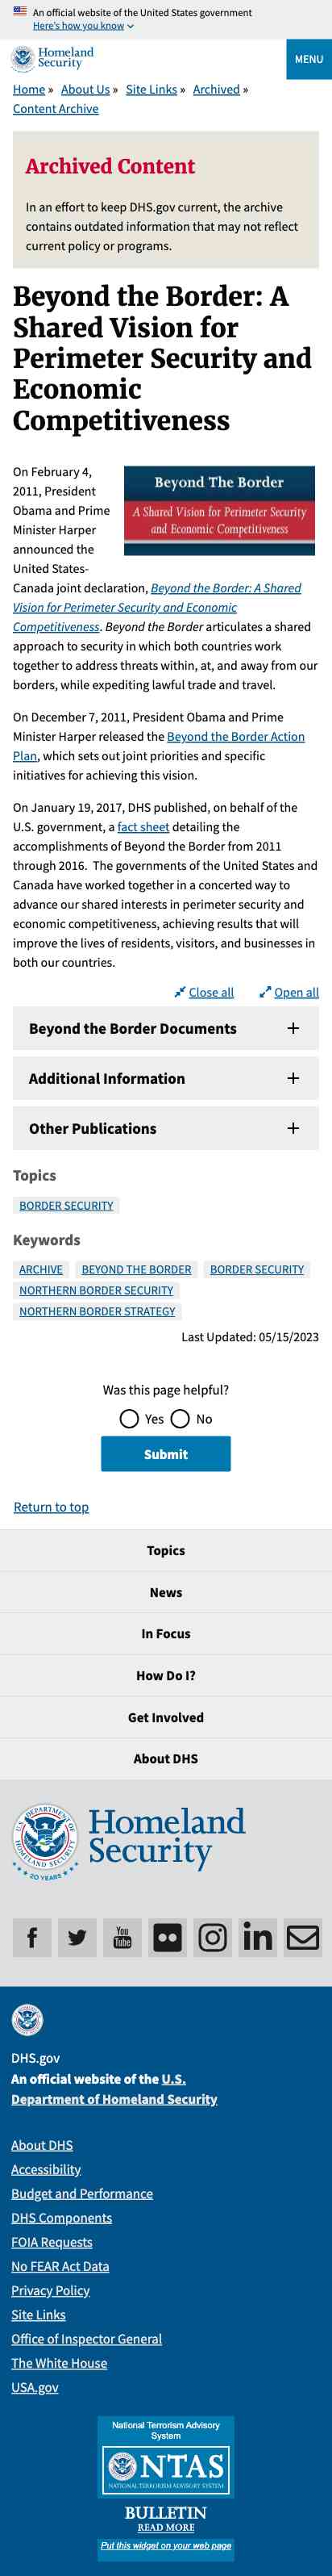 An official website of the United States government
Here's how you know
Homeland
Security
MENU
Home » About Us » Site Links » Archived »
Content Archive
Archived Content
In an effort to keep DHS.gov current, the archive
contains outdated information that may not reflect
current policy or programs.
Beyond the Border: A
Shared Vision for
Perimeter Security and
Economic
Competitiveness
On February 4,
2011, President
Obama and Prime
Minister Harper
announced the
United States-
Beyond The Border
A Shared Vision for Perimeter Security
and Economic Competitiveness
Canada joint declaration, Beyond the Border: A Shared
Vision for Perimeter Security and Economic
Competitiveness. Beyond the Border articulates a shared
approach to security in which both countries work
together to address threats within, at, and away from our
borders, while expediting lawful trade and travel.
On December 7, 2011, President Obama and Prime
Minister Harper released the Beyond the Border Action
Plan, which sets out joint priorities and specific
initiatives for achieving this vision.
On January 19, 2017, DHS published, on behalf of the
U.S. government, a fact sheet detailing the
accomplishments of Beyond the Border from 2011
through 2016. The governments of the United States and
Canada have worked together in a concerted way to
advance our shared interests in perimeter security and
economic competitiveness, achieving results that will
improve the lives of residents, visitors, and businesses in
both our countries.
Close all Open all
Beyond the Border Documents
Additional Information
Other Publications
Topics
BORDER SECURITY
Keywords
ARCHIVE BEYOND THE BORDER BORDER SECURITY
NORTHERN BORDER SECURITY
NORTHERN BORDER STRATEGY
Last Updated: 05/15/2023
Was this page helpful?
Yes No
Submit
Return to top
Topics
News
In Focus
How Do I?
Get Involved
About DHS
U.S. DEPARTMENT OF HOMELAND SECURITY
20 YEARS
Homeland
Security
You
Tube
DHS.gov
An official website of the U.S.
Department of Homeland Security
About DHS
Accessibility
Budget and Performance
DHS Components
FOIA Requests
No FEAR Act Data
Privacy Policy
Site Links
Office of Inspector General
The White House
USA.gov
National Terrorism Advisory
System
NTAS
NATIONAL TERRORISM ADVISORY SYSTEM
BULLETIN
READ MORE
Put this widget on your web page